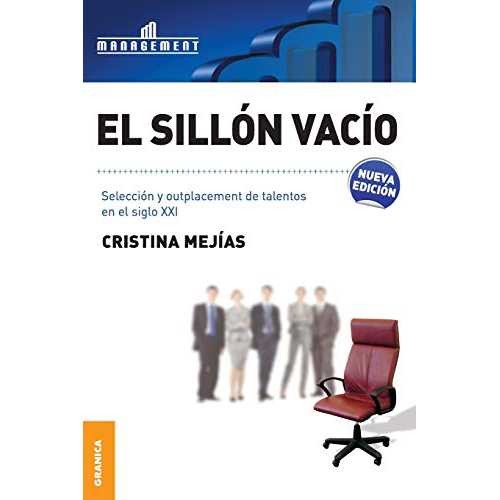 MANAGEMENT
EL SILLÓN VACÍO
NUEVA
EDICIÓN
Selección y outplacement de talentos
en el siglo XXI
CRISTINA MEJÍAS
GRANICA